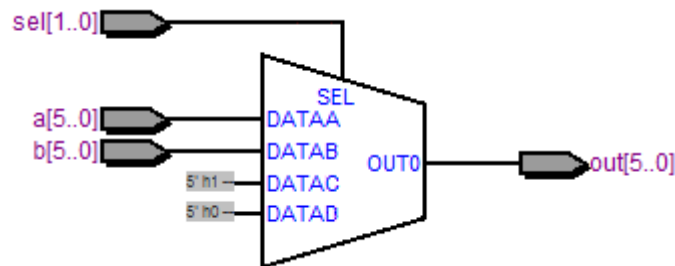 sel[1..0]
SEL
a[5..0]
DATAA
b[5..0]
DATAB
OUT0
out[5..0]
5' h1
DATAC
5' h0
DATAD